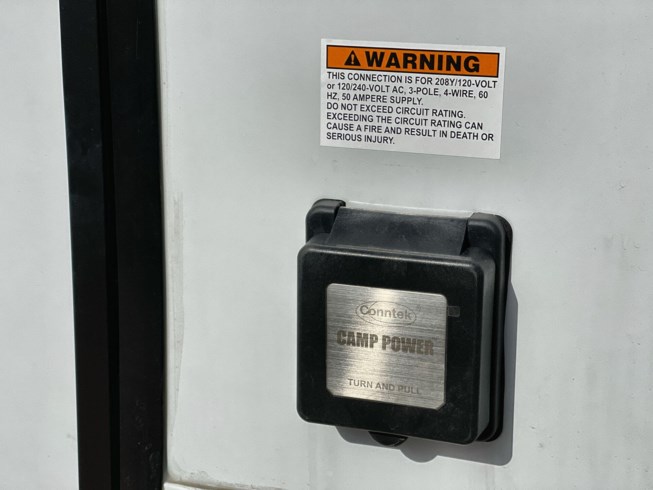 WARNING
THIS CONNECTION IS FOR 208Y/120-VOLT
or 120/240-VOLT AC, 3-POLE, 4-WIRE, 60
HZ, 50 AMPERE SUPPLY.
DO NOT EXCEED CIRCUIT RATING.
EXCEEDING THE CIRCUIT RATING CAN
CAUSE A FIRE AND RESULT IN DEATH OR
SERIOUS INJURY.
Conntek
CAMP POWER
TURN AND PULL